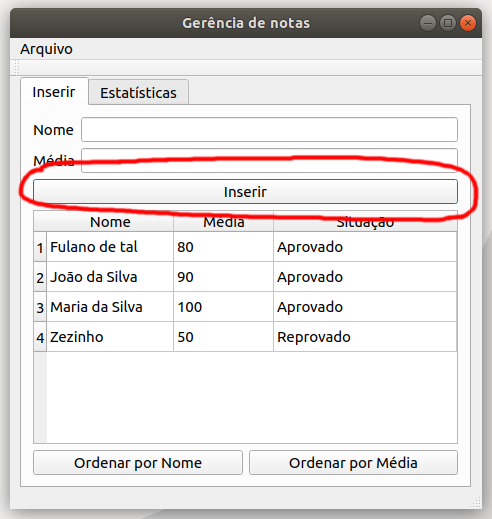 Gerência de notas
Arquivo
Inserir Estatísticas
Nome
Média
Inserir
Nome Média Situação
1 Fulano de tal 80 Aprovado
2 João da Silva 90 Aprovado
3 Maria da Silva 100 Aprovado
4 Zezinho 50 Reprovado
Ordenar por Nome Ordenar por Média